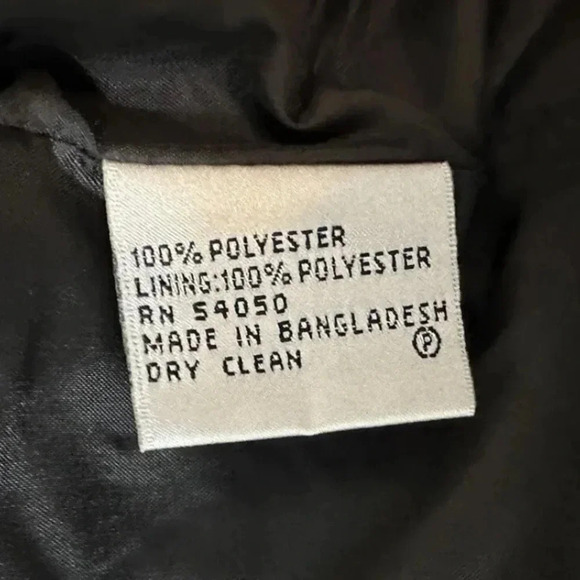 100% POLYESTER
LINING:100% POLYESTER
RN 54050
MADE IN BANGLADESH
DRY CLEAN Ⓟ